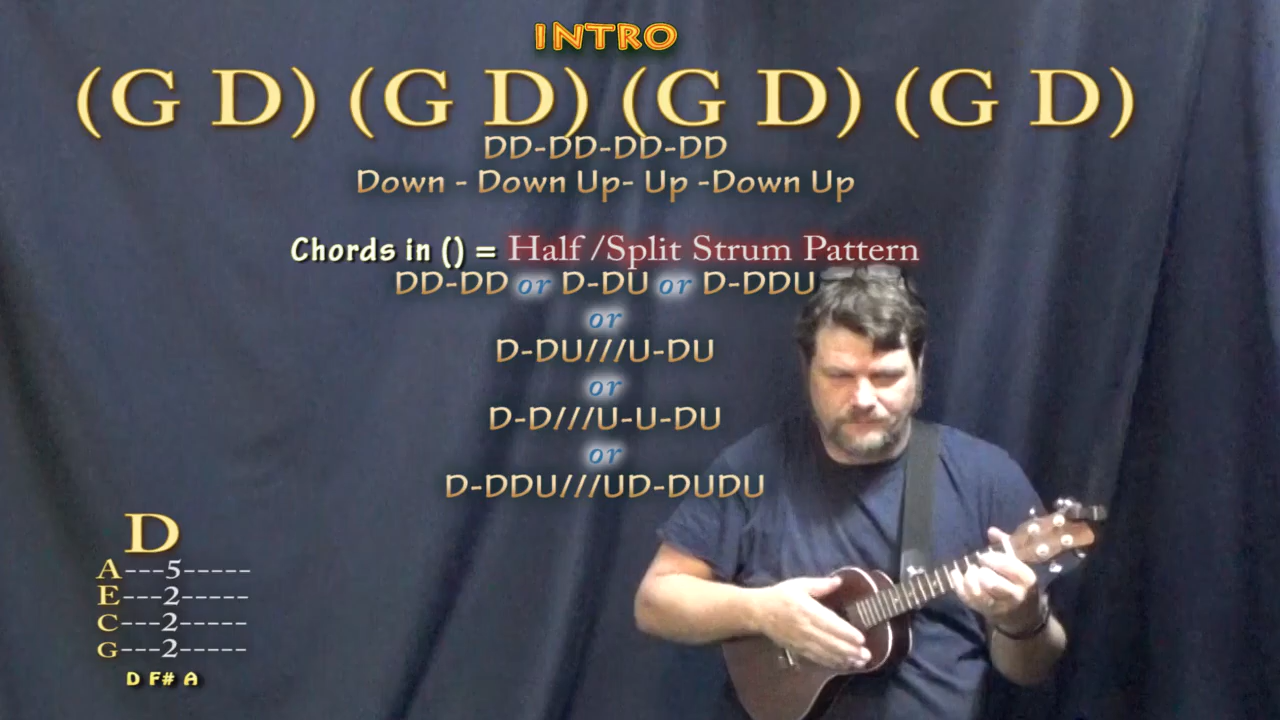 INTRO
(G D) (G D) (G D) (G D)
DD-DD-DD-DD
Down - Down Up- Up -Down Up
Chords in () = Half /Split Strum Pattern
DD-DD or D-DU or D-DDU
or
D-DU///U-DU
or
D-D///U-U-DU
or
D-DDU///UD-DUDU
D
A---5-----
E---2-----
C---2-----
G---2-----
D F# A